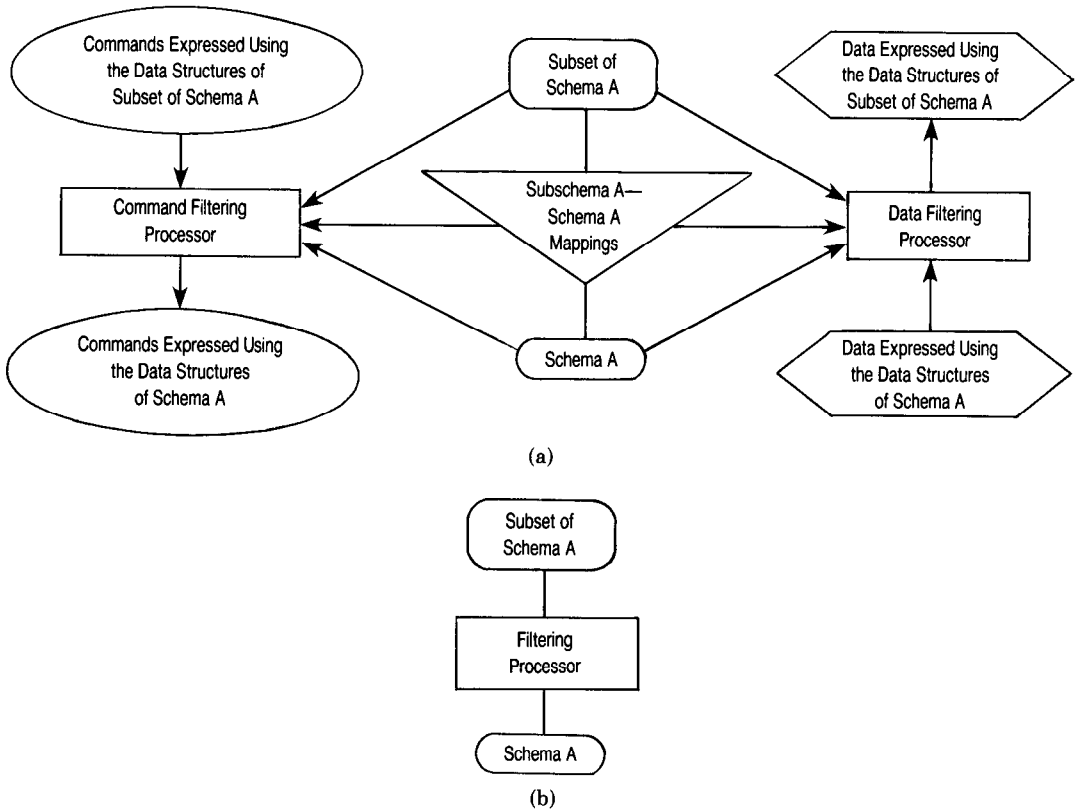 Commands Expressed Using
the Data Structures of
Subset of Schema A
Subset of
Schema A
Data Expressed Using
the Data Structures of
Subset of Schema A
Command Filtering
Processor
Subschema A—
Schema A
Mappings
Data Filtering
Processor
Commands Expressed Using
the Data Structures
of Schema A
Schema A
Data Expressed Using
the Data Structures
of Schema A
(a)
Subset of
Schema A
Filtering
Processor
Schema A
(b)